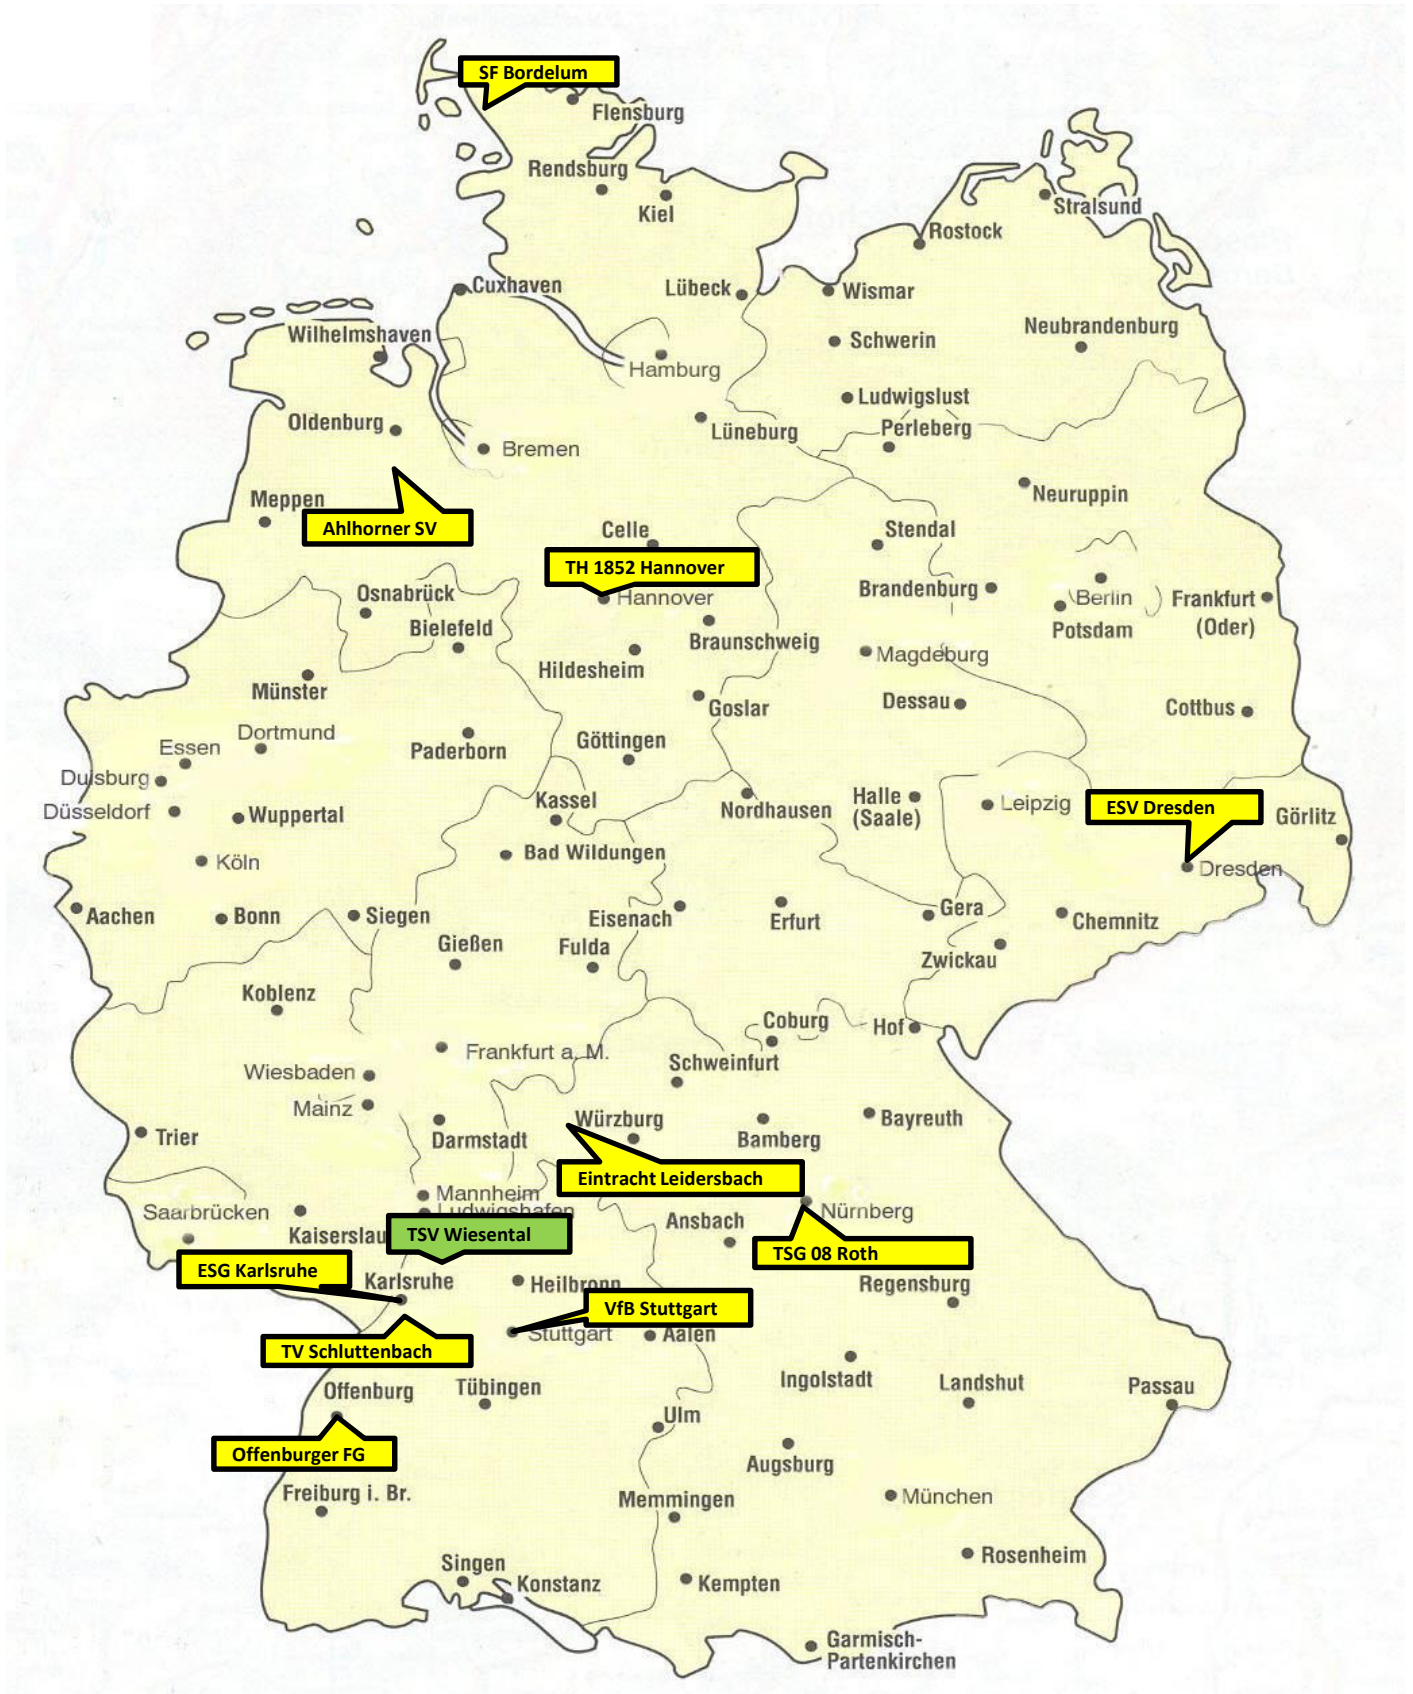 SF Bordelum
Flensburg
Rendsburg
Kiel
Stralsund
Rostock
Cuxhaven
Lübeck
Wismar
Wilhelmshaven
Schwerin
Neubrandenburg
Hamburg
Ludwigslust
Oldenburg
Lüneburg
Perleberg
Bremen
Meppen
Neuruppin
Ahlhorner SV
Celle
Stendal
TH 1852 Hannover
Hannover
Brandenburg
Berlin
Frankfurt
(Oder)
Osnabrück
Bielefeld
Braunschweig
Potsdam
Hildesheim
Magdeburg
Münster
Goslar
Dessau
Cottbus
Dortmund
Essen
Paderborn
Göttingen
Duisburg
Düsseldorf
Wuppertal
Kassel
Nordhausen
Halle
(Saale)
Leipzig
ESV Dresden
Görlitz
Köln
Bad Wildungen
Dresden
Aachen
Bonn
Siegen
Eisenach
Erfurt
Gera
Chemnitz
Gießen
Fulda
Zwickau
Koblenz
Coburg
Hof
Frankfurt a. M.
Schweinfurt
Wiesbaden
Mainz
Trier
Darmstadt
Würzburg
Bamberg
Bayreuth
Eintracht Leidersbach
Mannheim
Ludwigshafen
Saarbrücken
Kaiserslau
TSV Wiesental
Ansbach
Nürnberg
TSG 08 Roth
ESG Karlsruhe
Karlsruhe
Heilbronn
Regensburg
VfB Stuttgart
Stuttgart
Aalen
TV Schluttenbach
Offenburg
Tübingen
Ingolstadt
Landshut
Passau
Ulm
Offenburger FG
Augsburg
Freiburg i. Br.
Memmingen
München
Singen
Konstanz
Kempten
Rosenheim
Garmisch-
Partenkirchen